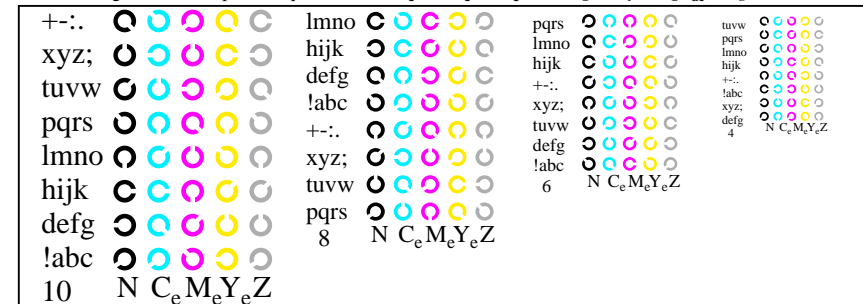 +-:.
xyz;
tuvw
pqrs
lmno
hijk
defg
!abc
10 N CeMeYeZ
lmno
hijk
defg
!abc
+-:.
xyz;
tuvw
pqrs
8 N CeMeYeZ
pqrs
lmno
hijk
+-:.
xyz;
tuvw
defg
!abc
6 N CeMeYeZ
tuvw
pqrs
lmno
hijk
+-:.
!abc
xyz;
defg
4 N CeMeYeZ